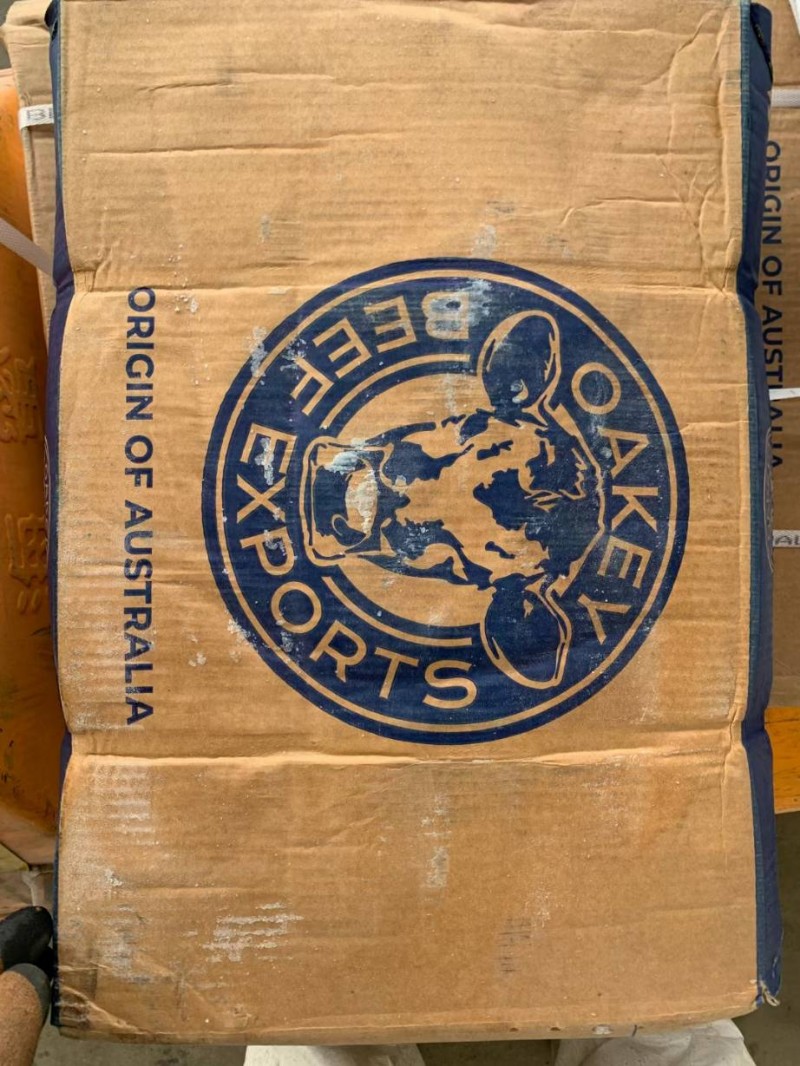 OAKEY
BEEF EXPORTS
ORIGIN OF AUSTRALIA
ORIGIN OF AUSTRALIA